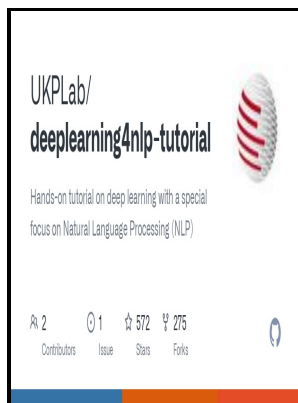 UKPLab/
deeplearning4nlp-tutorial
Hands-on tutorial on deep learning with a special
focus on Natural Language Processing (NLP)
2 1 572 275
Contributors Issue Stars Forks